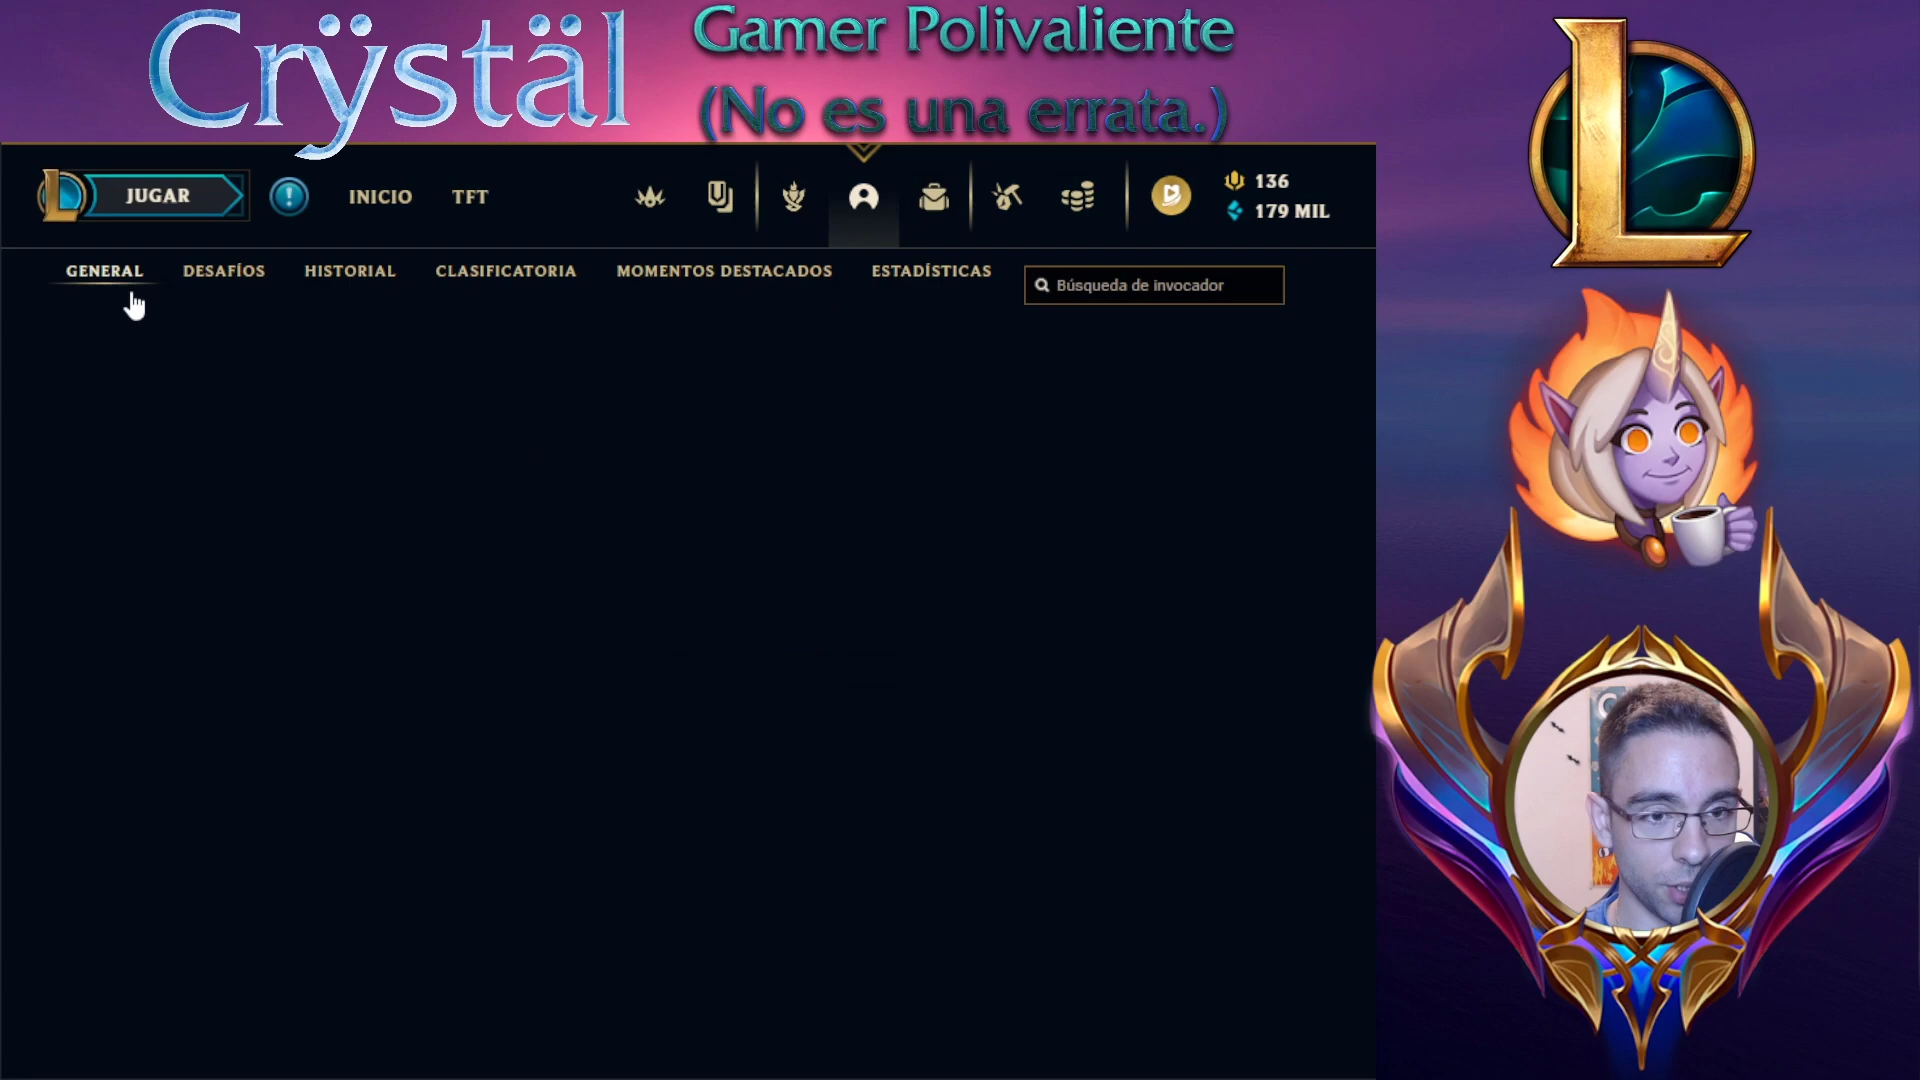 Crÿstäl
Gamer Polivaliente
(No es una errata.)
JUGAR
INICIO
TFT
136
179 MIL
GENERAL
DESAFÍOS
HISTORIAL
CLASIFICATORIA
MOMENTOS DESTACADOS
ESTADÍSTICAS
Búsqueda de invocador